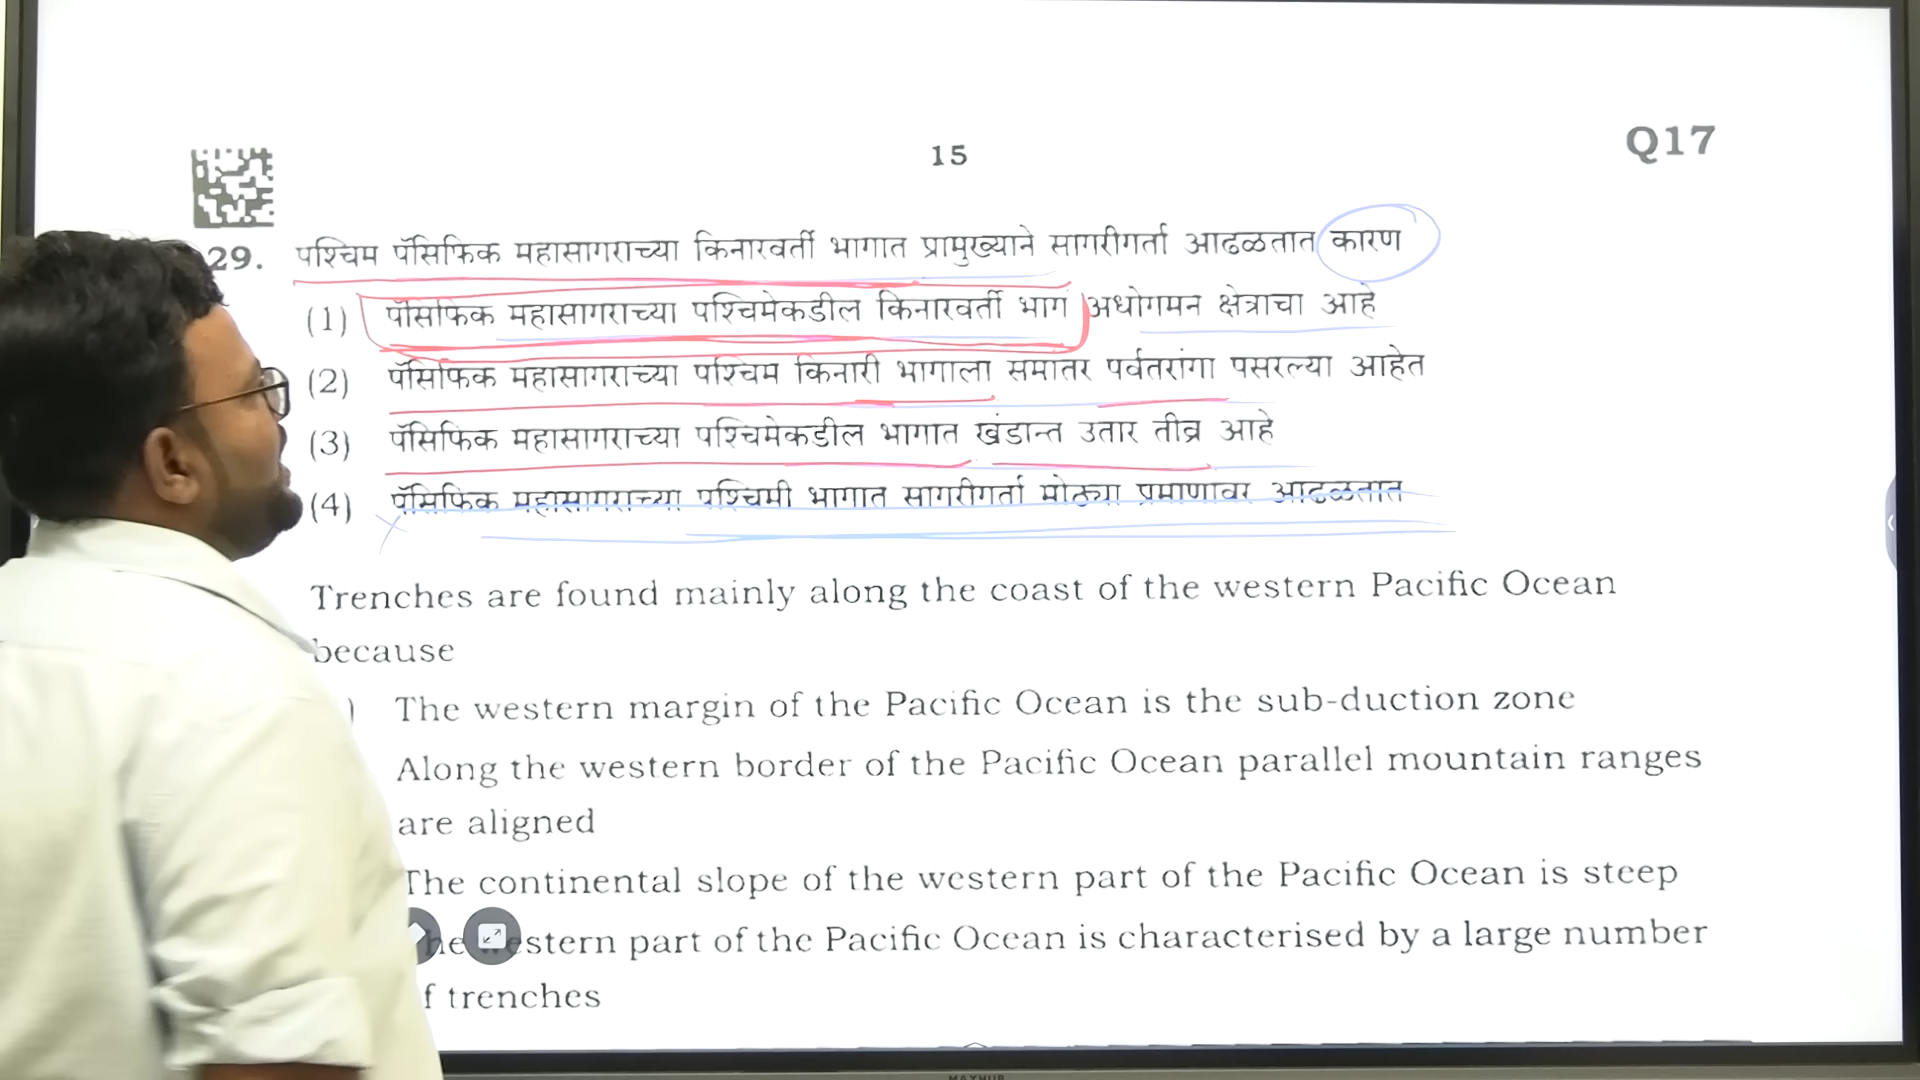 15
Q17
29. पश्चिम पॅसिफिक महासागराच्या किनारवर्ती भागात प्रामुख्याने सागरीगर्ता आढळतात कारण
(1) पॅसिफिक महासागराच्या पश्चिमेकडील किनारवर्ती भाग अधोगमन क्षेत्राचा आहे
(2) पॅसिफिक महासागराच्या पश्चिम किनारी भागाला समांतर पर्वतरांगा पसरल्या आहेत
(3) पॅसिफिक महासागराच्या पश्चिमेकडील भागात खंडान्त उतार तीव्र आहे
(4) पॅसिफिक महासागराच्या पश्चिमी भागात सागरीगर्ता मोठ्या प्रमाणावर आढळतात
Trenches are found mainly along the coast of the western Pacific Ocean
because
) The western margin of the Pacific Ocean is the sub-duction zone
Along the western border of the Pacific Ocean parallel mountain ranges
are aligned
The continental slope of the western part of the Pacific Ocean is steep
part of the Pacific Ocean is characterised by a large number
trenches